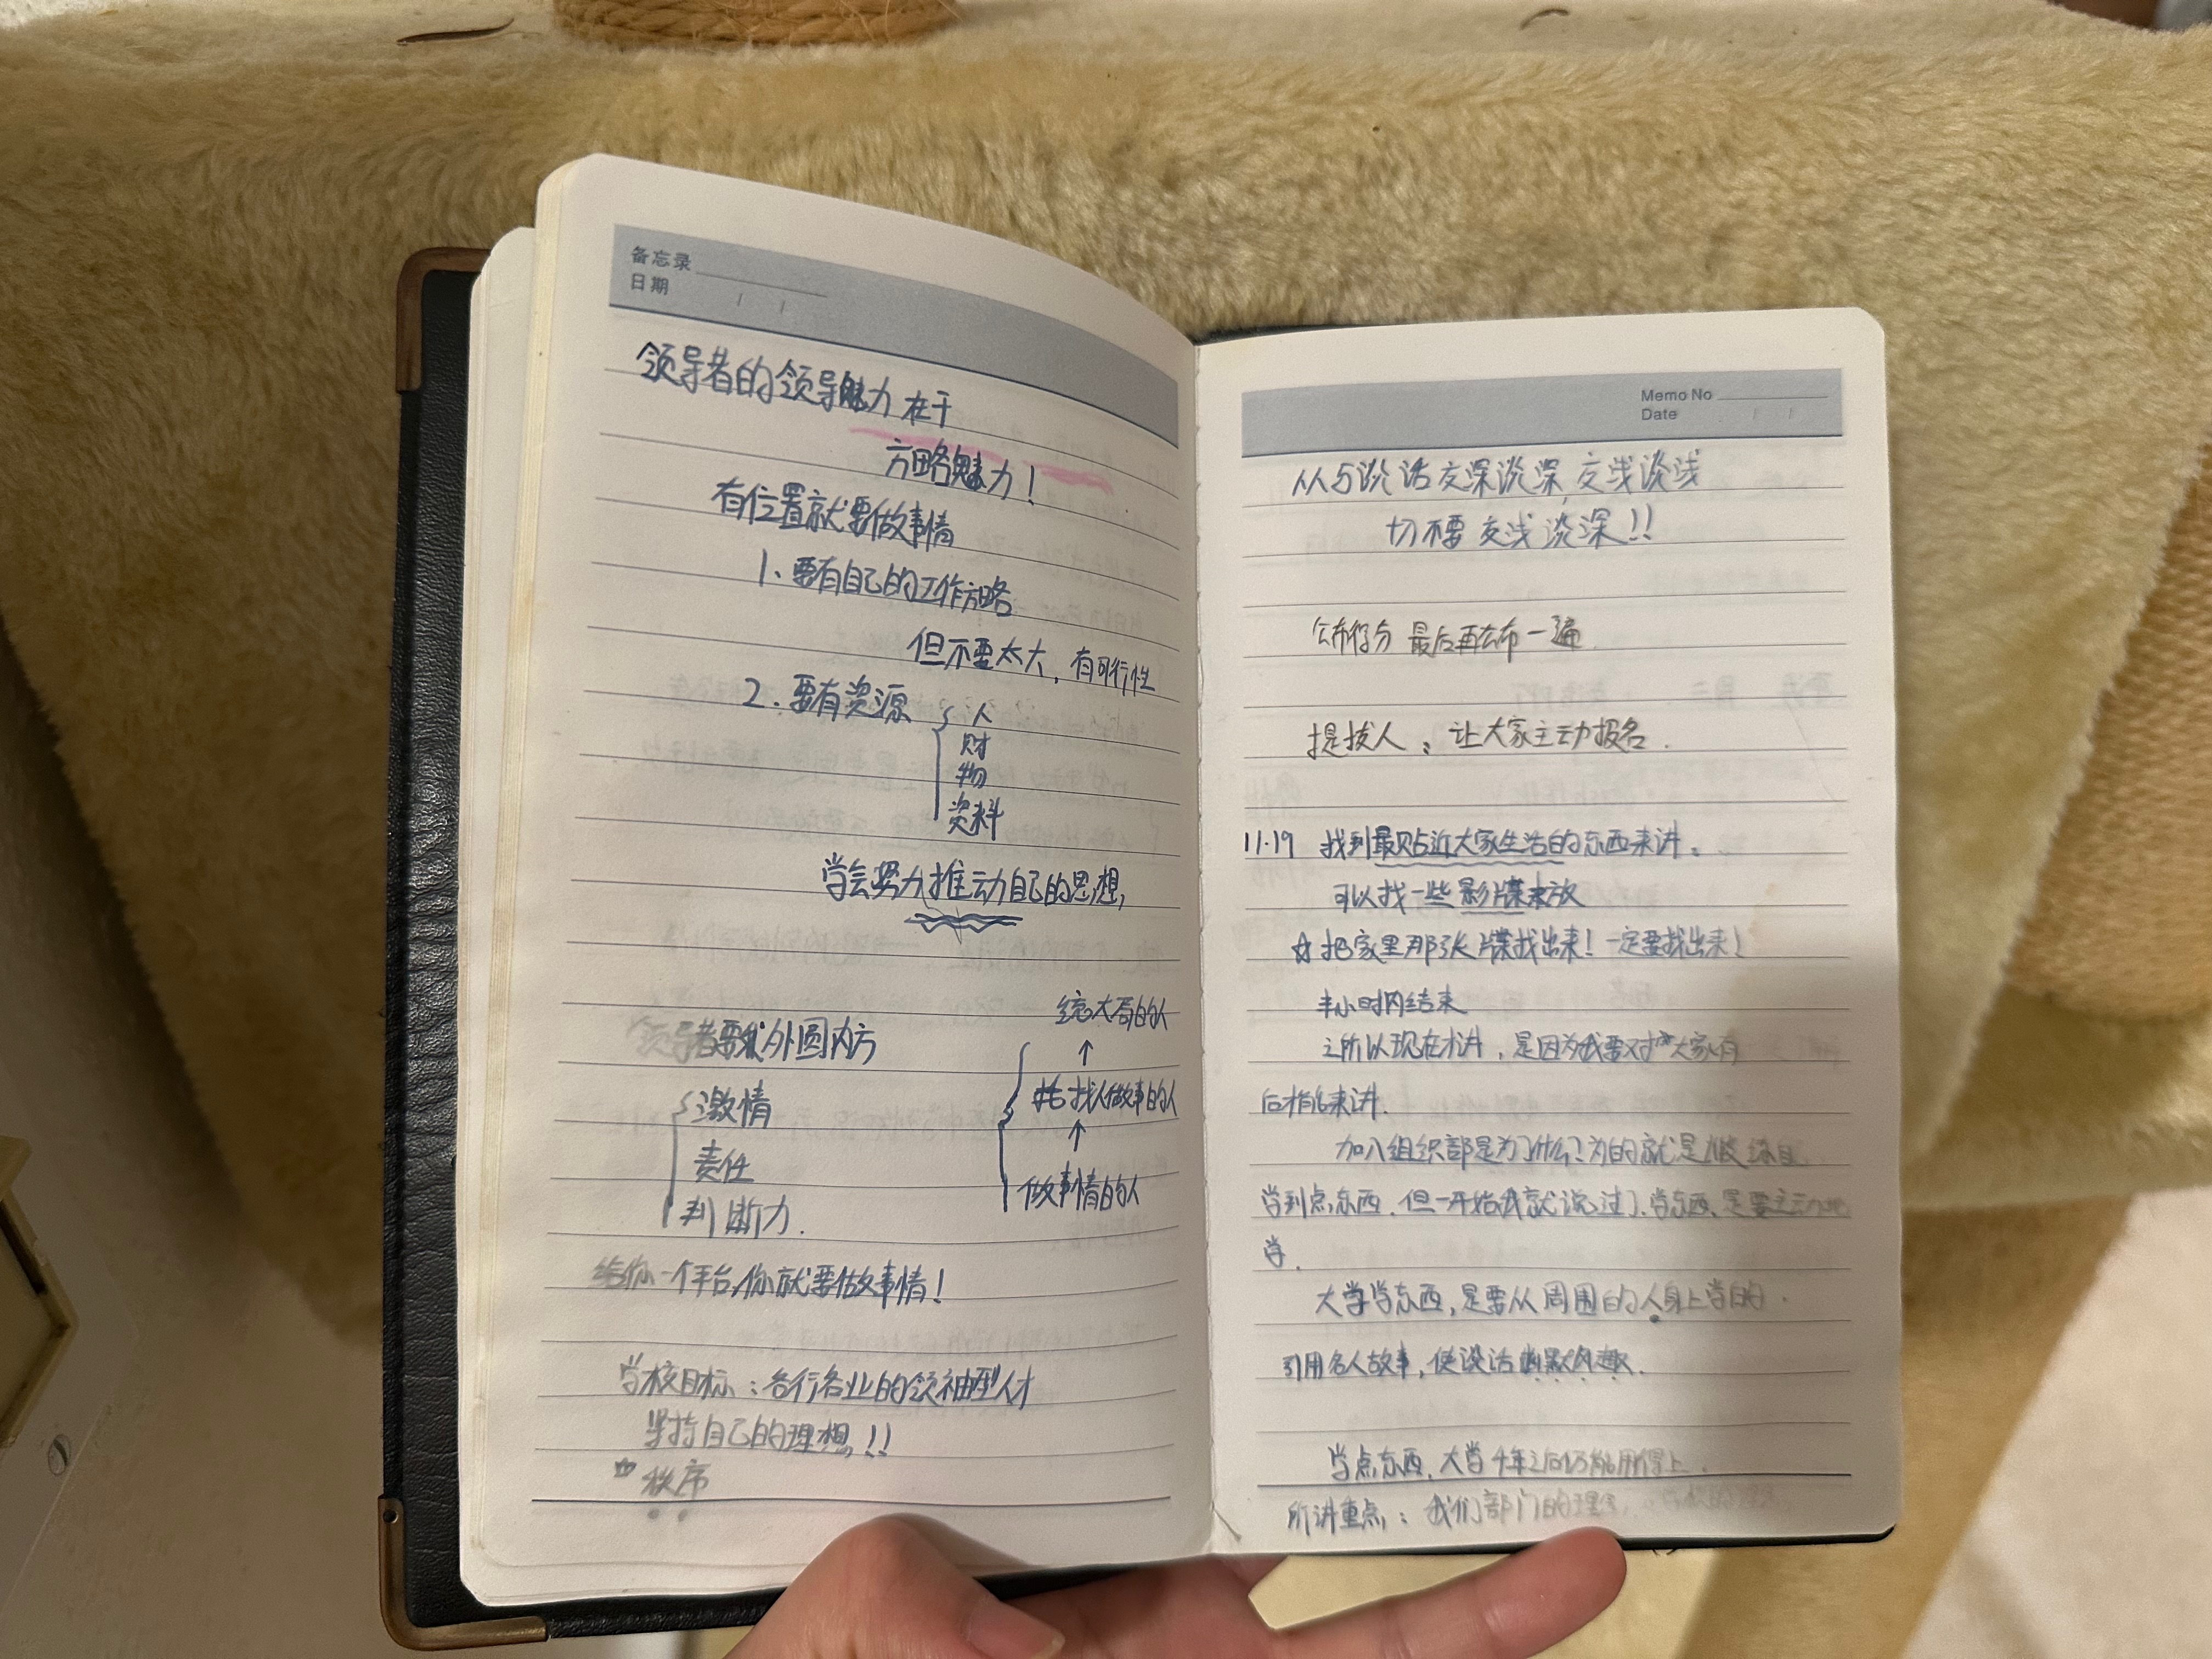 备忘录
日期 / /
领导者的领导魅力在于
方略魅力！
有位置就要做事情
1、要有自己的工作方略
但不要太大，有可行性
2．要有资源 人
财
物
资料
学会努力推动自己的思想，
领导者要 外圆内方
激情
责任
判断力．
统大局的人
↑
找人做事的人
↑
做事情的人
给你一个平台，你就要做事情！
学校目标：各行各业的领袖型人才
坚持自己的理想！！
☆ 秩序
Memo No
Date / /
从与谈话交深谈深，交浅谈浅
切不要交浅谈深！！
公布得分 最后再公布一遍．
提拔人：让大家主动报名．
11.19 找到最贴近大家生活的东西来讲。
可以找一些影碟来放
☆ 把家里那张碟找出来！一定要找出来！
半小时内结束
之所以现在才讲，是因为我要对大家有
后才能来讲．
加入组织部是为了什么？为的就是
学到点东西．但一开始我就说过了，学东西，是要主动地
学．
大学学东西，是要从周围的人身上学的．
引用名人故事，使说话幽默风趣．
学点东西，大学4年之后仍能用得上．
所讲重点：我们部门的理念，